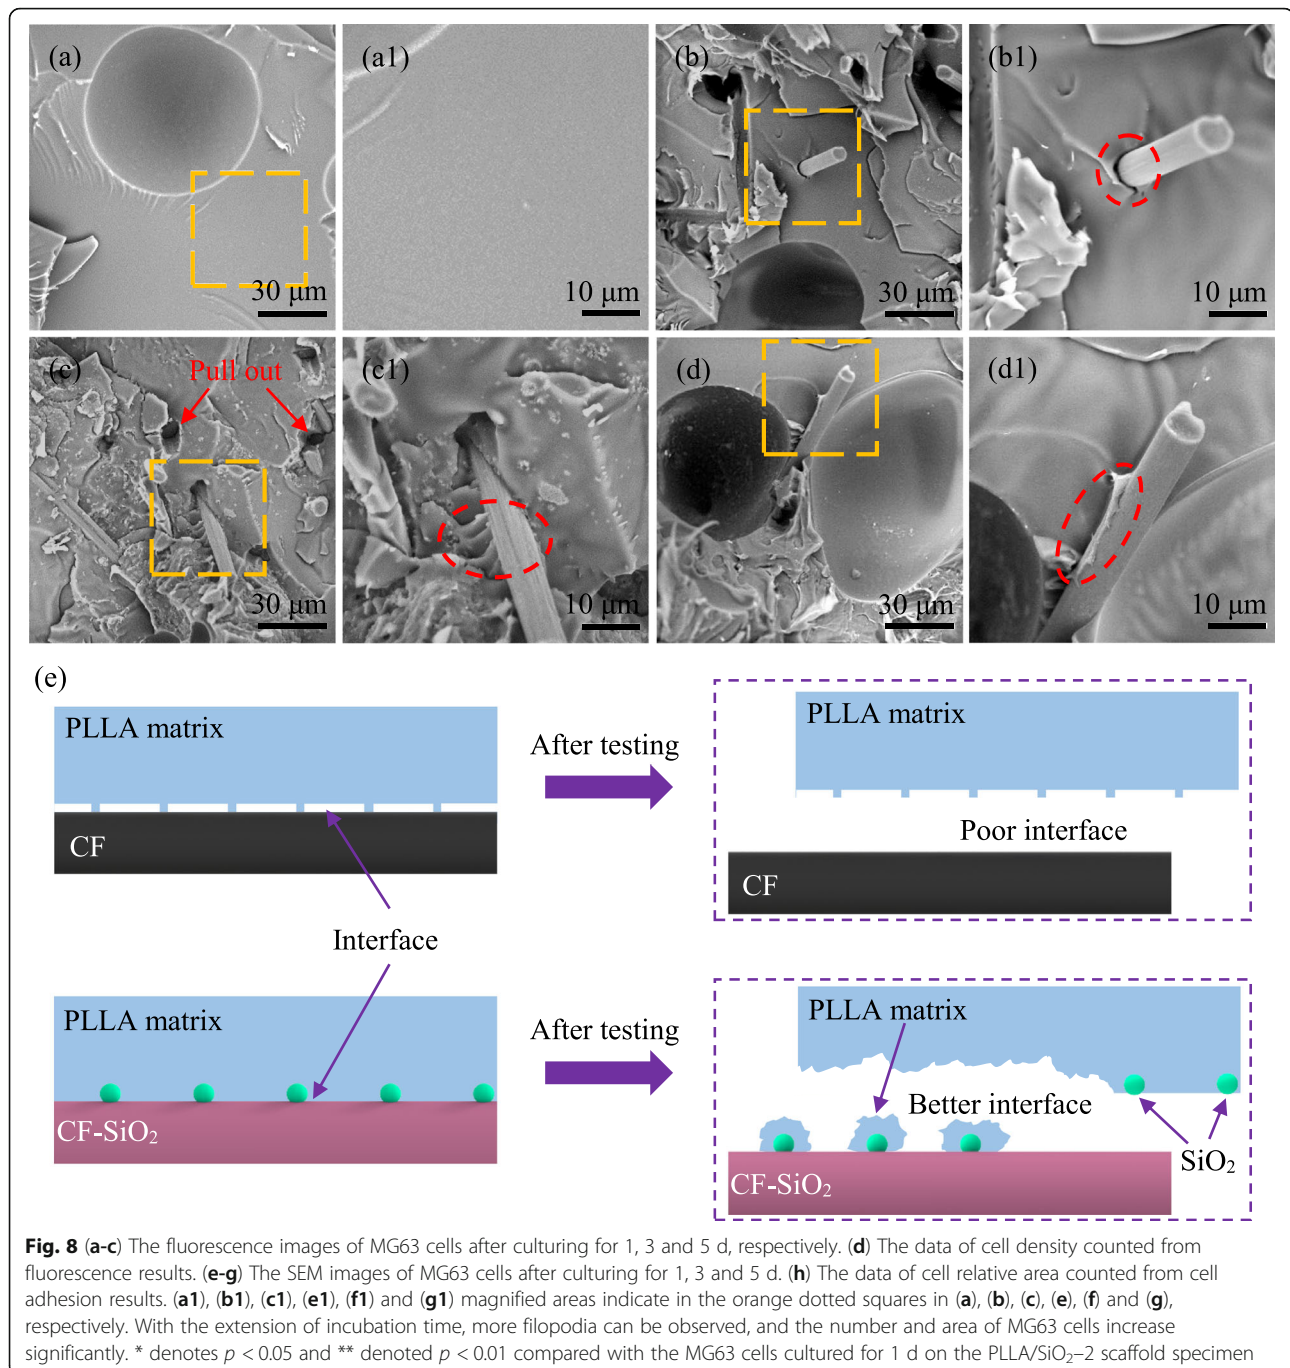 (a)
30 µm
(a1)
10 µm
(b)
30 µm
(b1)
10 µm
(c)
Pull out
30 µm
(c1)
10 µm
(d)
30 µm
(d1)
10 µm
(e)
PLLA matrix
CF
After testing
PLLA matrix
Poor interface
CF
Interface
PLLA matrix
CF-SiO₂
After testing
PLLA matrix
Better interface
SiO₂
CF-SiO₂
Fig. 8 (a-c) The fluorescence images of MG63 cells after culturing for 1, 3 and 5 d, respectively. (d) The data of cell density counted from
fluorescence results. (e-g) The SEM images of MG63 cells after culturing for 1, 3 and 5 d. (h) The data of cell relative area counted from cell
adhesion results. (a1), (b1), (c1), (e1), (f1) and (g1) magnified areas indicate in the orange dotted squares in (a), (b), (c), (e), (f) and (g),
respectively. With the extension of incubation time, more filopodia can be observed, and the number and area of MG63 cells increase
significantly. * denotes p < 0.05 and ** denoted p < 0.01 compared with the MG63 cells cultured for 1 d on the PLLA/SiO₂–2 scaffold specimen